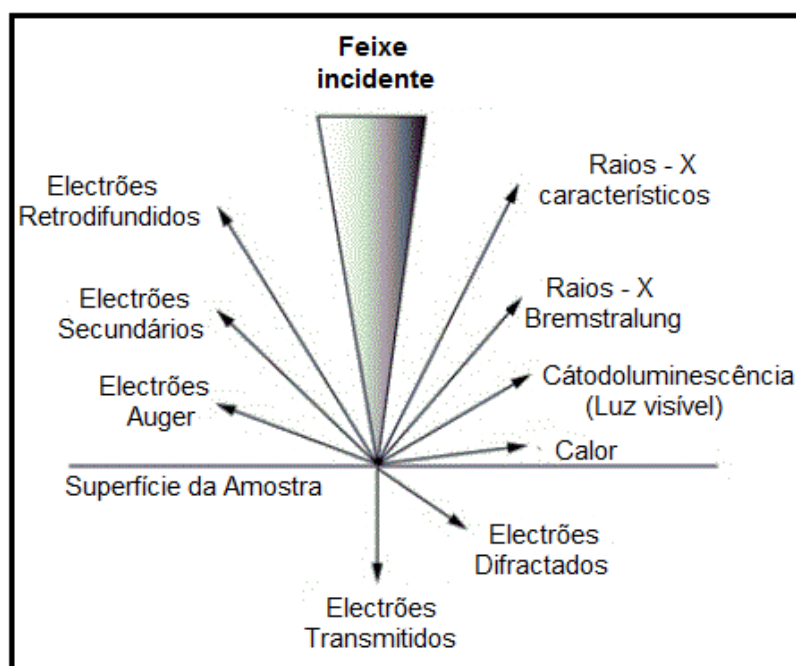 Feixe
incidente
Electrões
Retrodifundidos
Raios - X
característicos
Electrões
Secundários
Raios - X
Bremstralung
Electrões
Auger
Cátodoluminescência
(Luz visível)
Calor
Superfície da Amostra
Electrões
Difractados
Electrões
Transmitidos